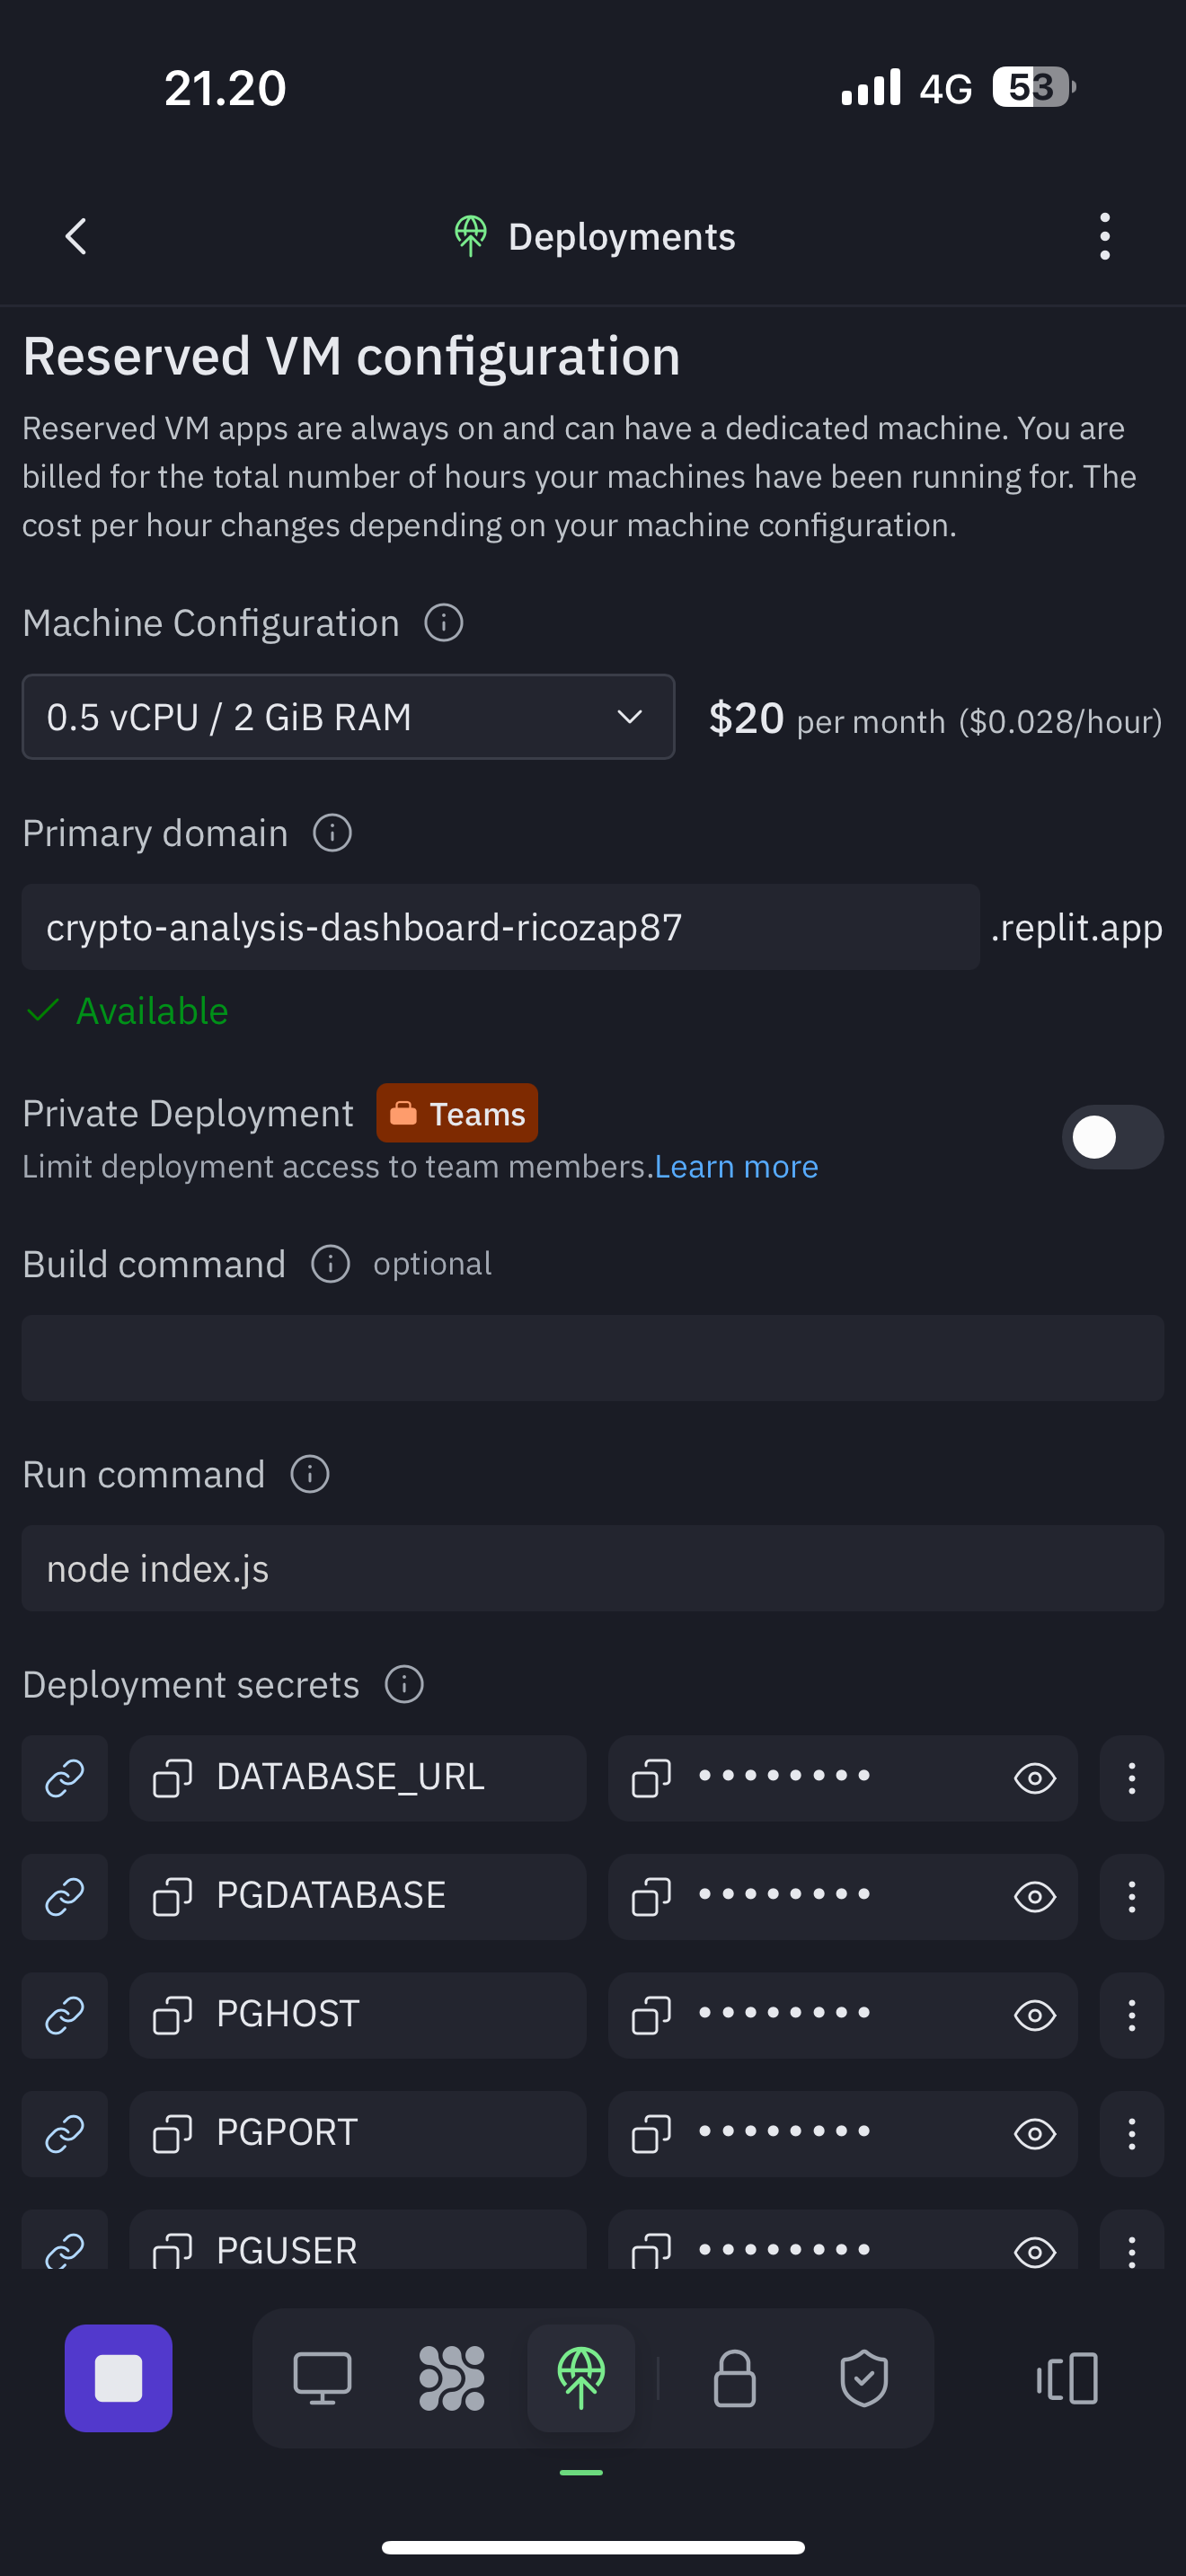 21.20
4G
53
Deployments
Reserved VM configuration
Reserved VM apps are always on and can have a dedicated machine. You are
billed for the total number of hours your machines have been running for. The
cost per hour changes depending on your machine configuration.
Machine Configuration
0.5 vCPU / 2 GiB RAM
$20 per month ($0.028/hour)
Primary domain
crypto-analysis-dashboard-ricozap87
.replit.app
Available
Private Deployment
Teams
Limit deployment access to team members.Learn more
Build command
optional
Run command
node index.js
Deployment secrets
DATABASE_URL
••••••••
PGDATABASE
••••••••
PGHOST
••••••••
PGPORT
••••••••
PGUSER
••••••••